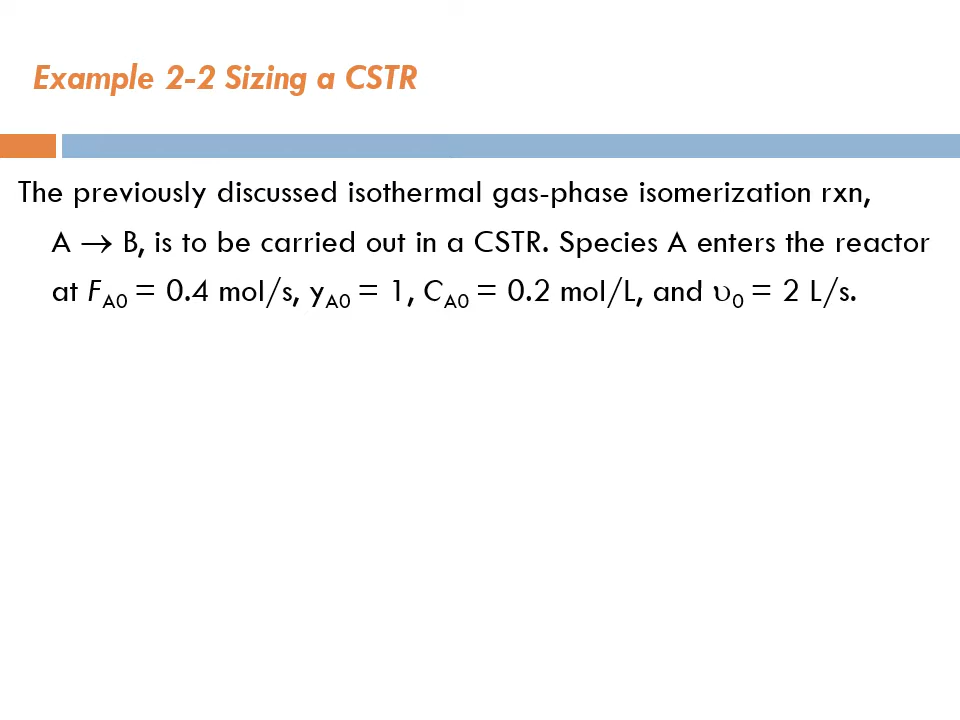 Example 2-2 Sizing a CSTR
The previously discussed isothermal gas-phase isomerization rxn,
A → B, is to be carried out in a CSTR. Species A enters the reactor
at F_A0 = 0.4 mol/s, y_A0 = 1, C_A0 = 0.2 mol/L, and υ_0 = 2 L/s.